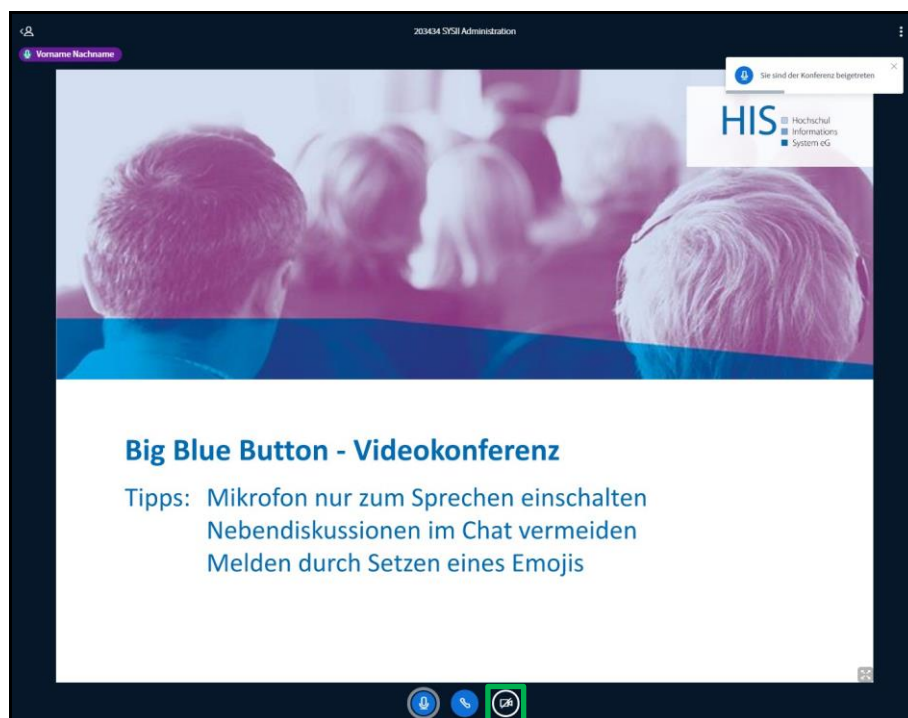 203434 SYSII Administration
Vorname Nachname
Sie sind der Konferenz beigetreten
HIS
Hochschul
Informations
System eG
Big Blue Button - Videokonferenz
Tipps: Mikrofon nur zum Sprechen einschalten
Nebendiskussionen im Chat vermeiden
Melden durch Setzen eines Emojis